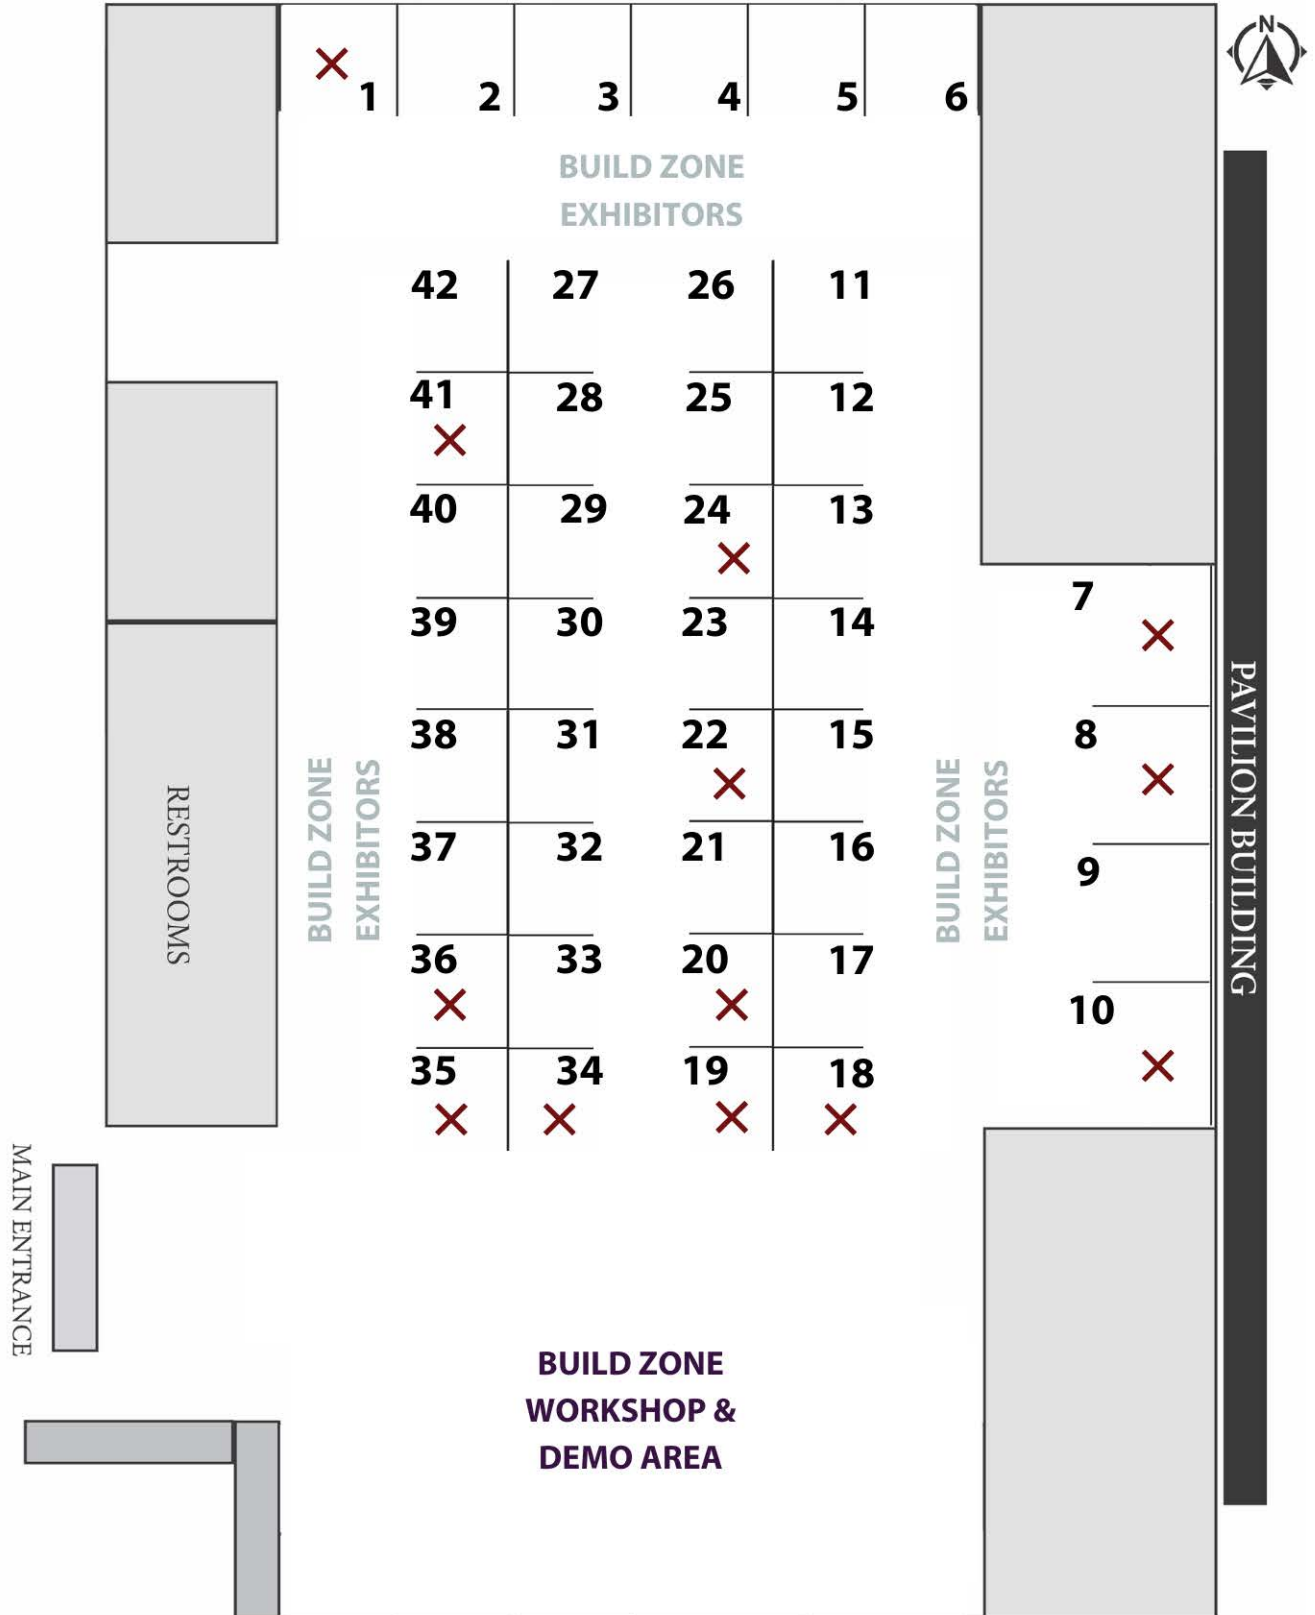 N
1 2 3 4 5 6
BUILD ZONE
EXHIBITORS
42 27 26 11
41 28 25 12
40 29 24 13
39 30 23 14
38 31 22 15
37 32 21 16
36 33 20 17
35 34 19 18
7
8
9
10
BUILD ZONE
EXHIBITORS
BUILD ZONE
EXHIBITORS
RESTROOMS
PAVILION BUILDING
MAIN ENTRANCE
BUILD ZONE
WORKSHOP &
DEMO AREA